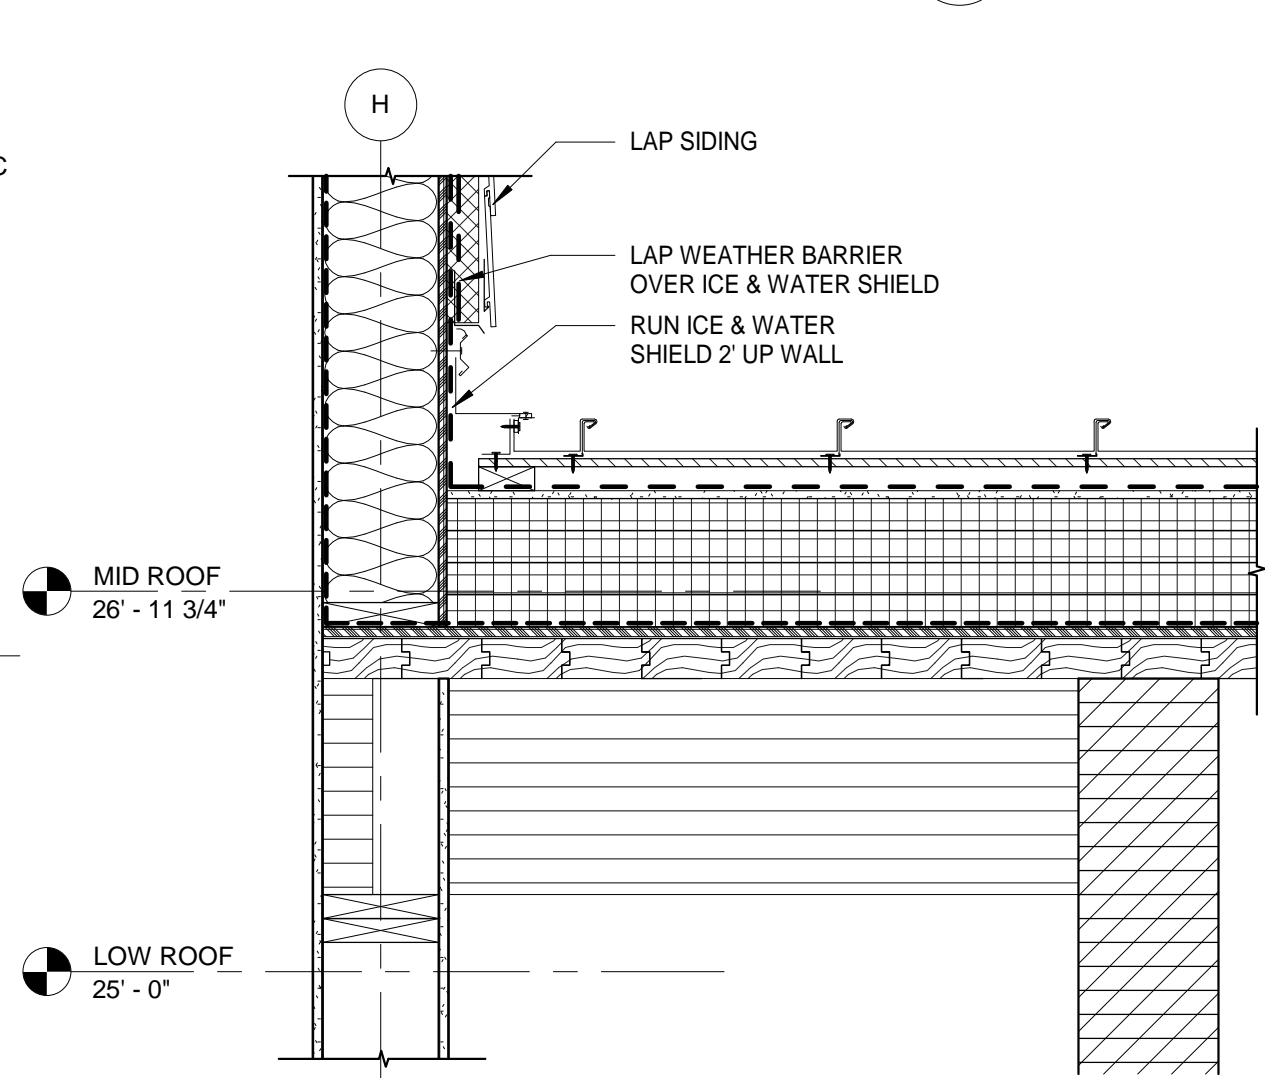 H
C
LAP SIDING
LAP WEATHER BARRIER
OVER ICE & WATER SHIELD
RUN ICE & WATER
SHIELD 2' UP WALL
MID ROOF
26' - 11 3/4"
LOW ROOF
25' - 0"